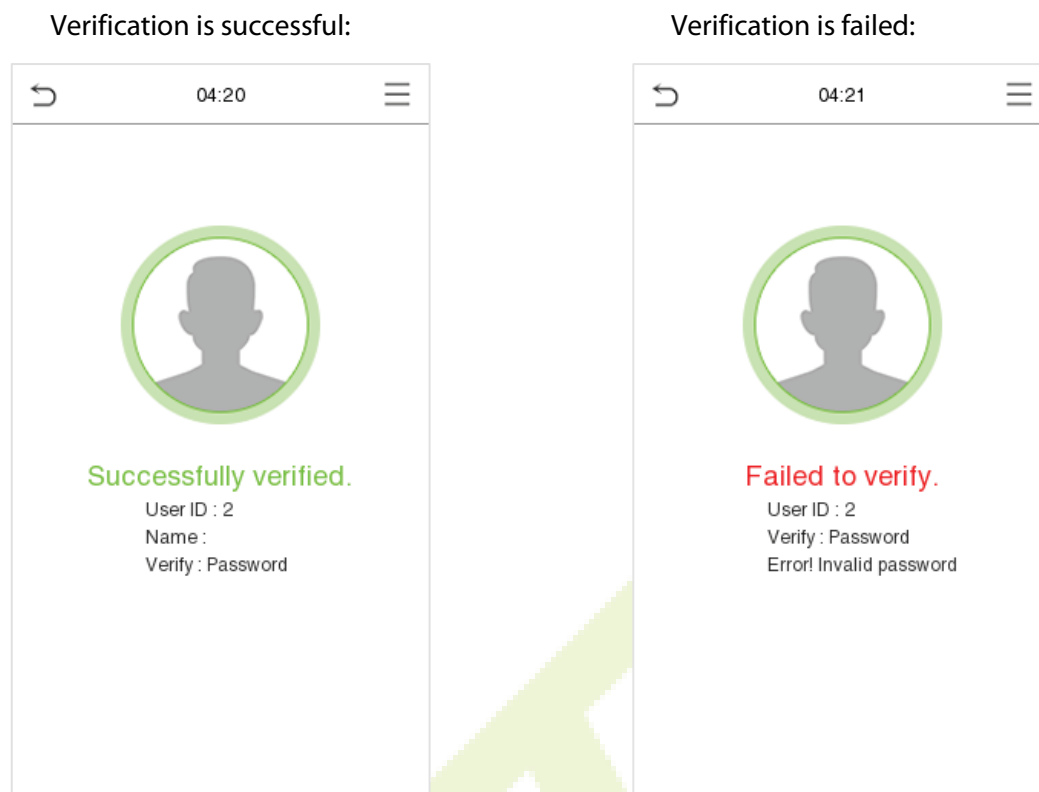 Verification is successful:
04:20
Successfully verified.
User ID : 2
Name :
Verify : Password
Verification is failed:
04:21
Failed to verify.
User ID : 2
Verify : Password
Error! Invalid password